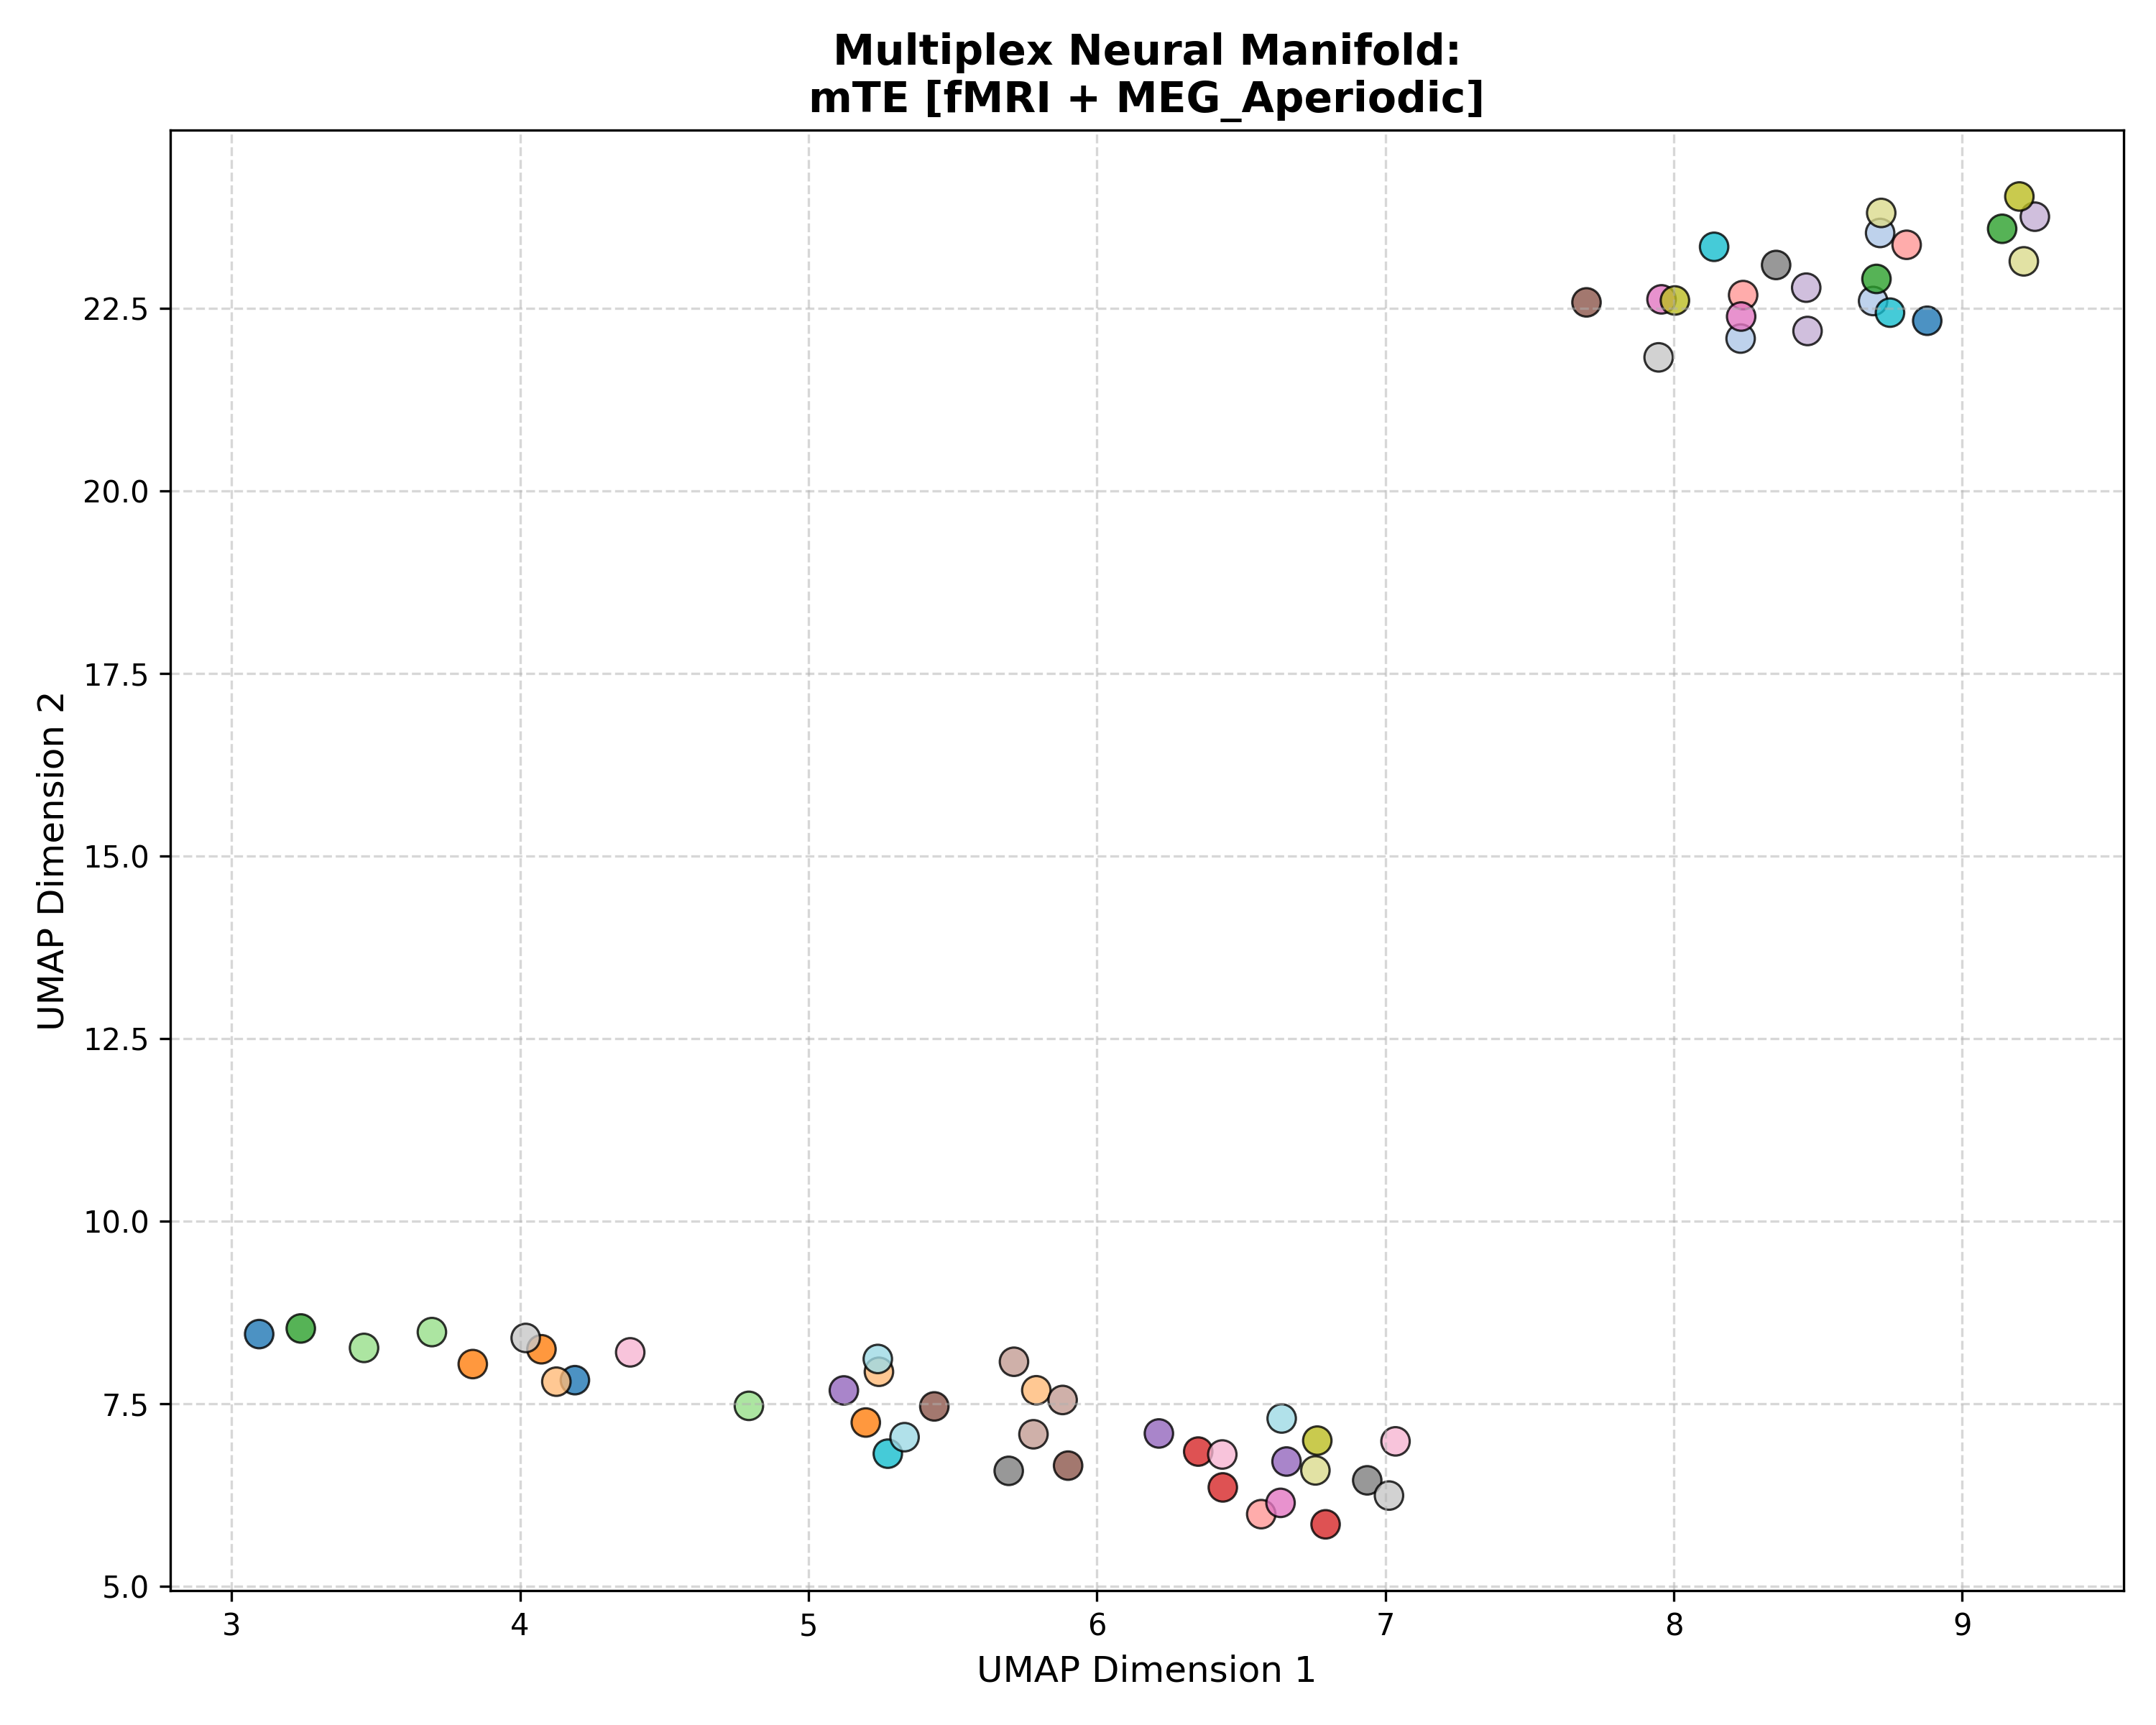 Multiplex Neural Manifold:
mTE [fMRI + MEG_Aperiodic]
22.5
20.0
17.5
15.0
12.5
10.0
7.5
5.0
UMAP Dimension 2
3 4 5 6 7 8 9
UMAP Dimension 1